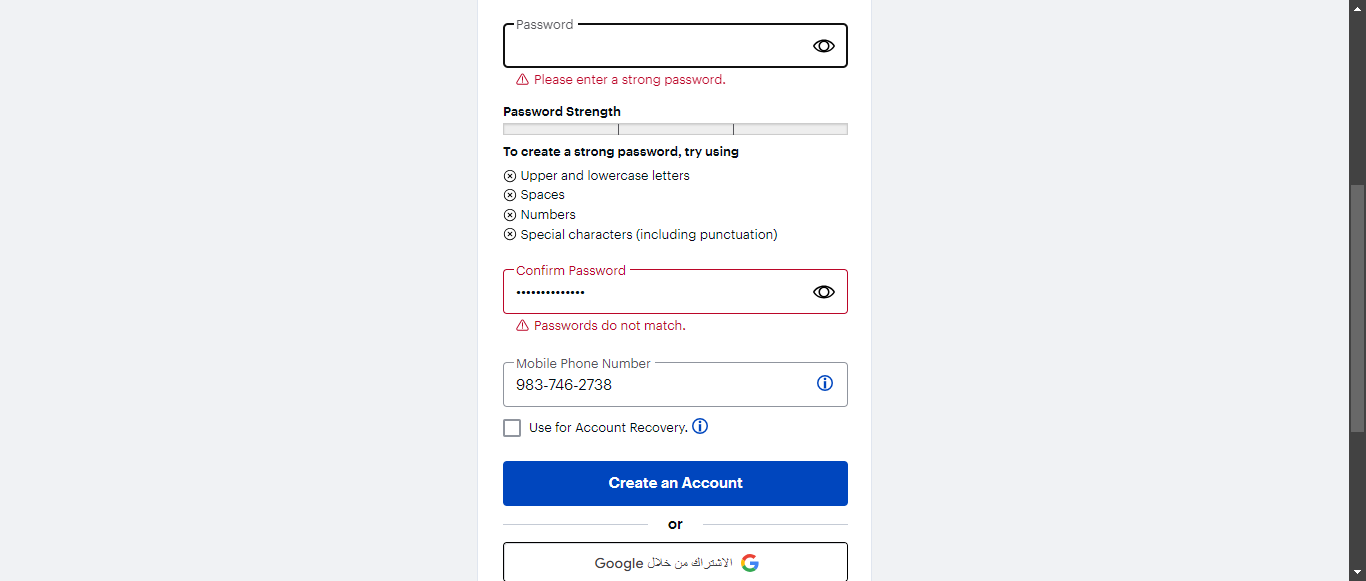 Password
Please enter a strong password.
Password Strength
To create a strong password, try using
Upper and lowercase letters
Spaces
Numbers
Special characters (including punctuation)
Confirm Password
••••••••••••••
Passwords do not match.
Mobile Phone Number
983-746-2738
Use for Account Recovery.
Create an Account
or
الاشتراك من خلال Google